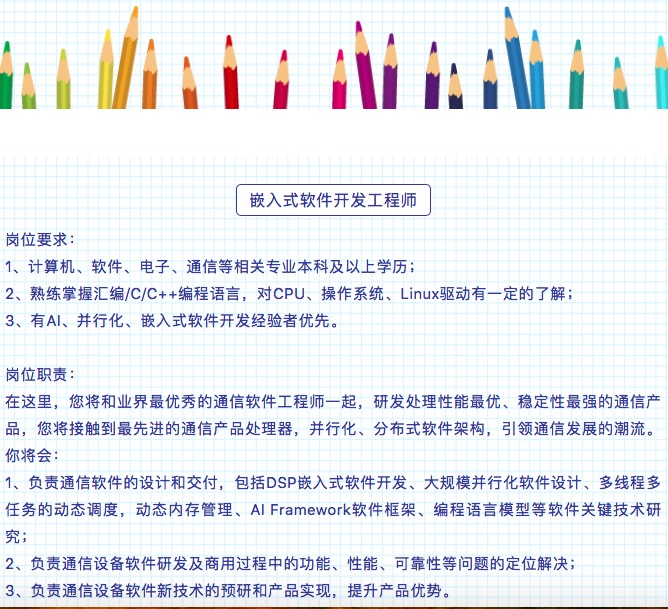 嵌入式软件开发工程师
岗位要求：
1、计算机、软件、电子、通信等相关专业本科及以上学历；
2、熟练掌握汇编/C/C++编程语言，对CPU、操作系统、Linux驱动有一定的了解；
3、有AI、并行化、嵌入式软件开发经验者优先。
岗位职责：
在这里，您将和业界最优秀的通信软件工程师一起，研发处理性能最优、稳定性最强的通信产
品，您将接触到最先进的通信产品处理器，并行化、分布式软件架构，引领通信发展的潮流。
你将会：
1、负责通信软件的设计和交付，包括DSP嵌入式软件开发、大规模并行化软件设计、多线程多
任务的动态调度，动态内存管理、AI Framework软件框架、编程语言模型等软件关键技术研
究；
2、负责通信设备软件研发及商用过程中的功能、性能、可靠性等问题的定位解决；
3、负责通信设备软件新技术的预研和产品实现，提升产品优势。